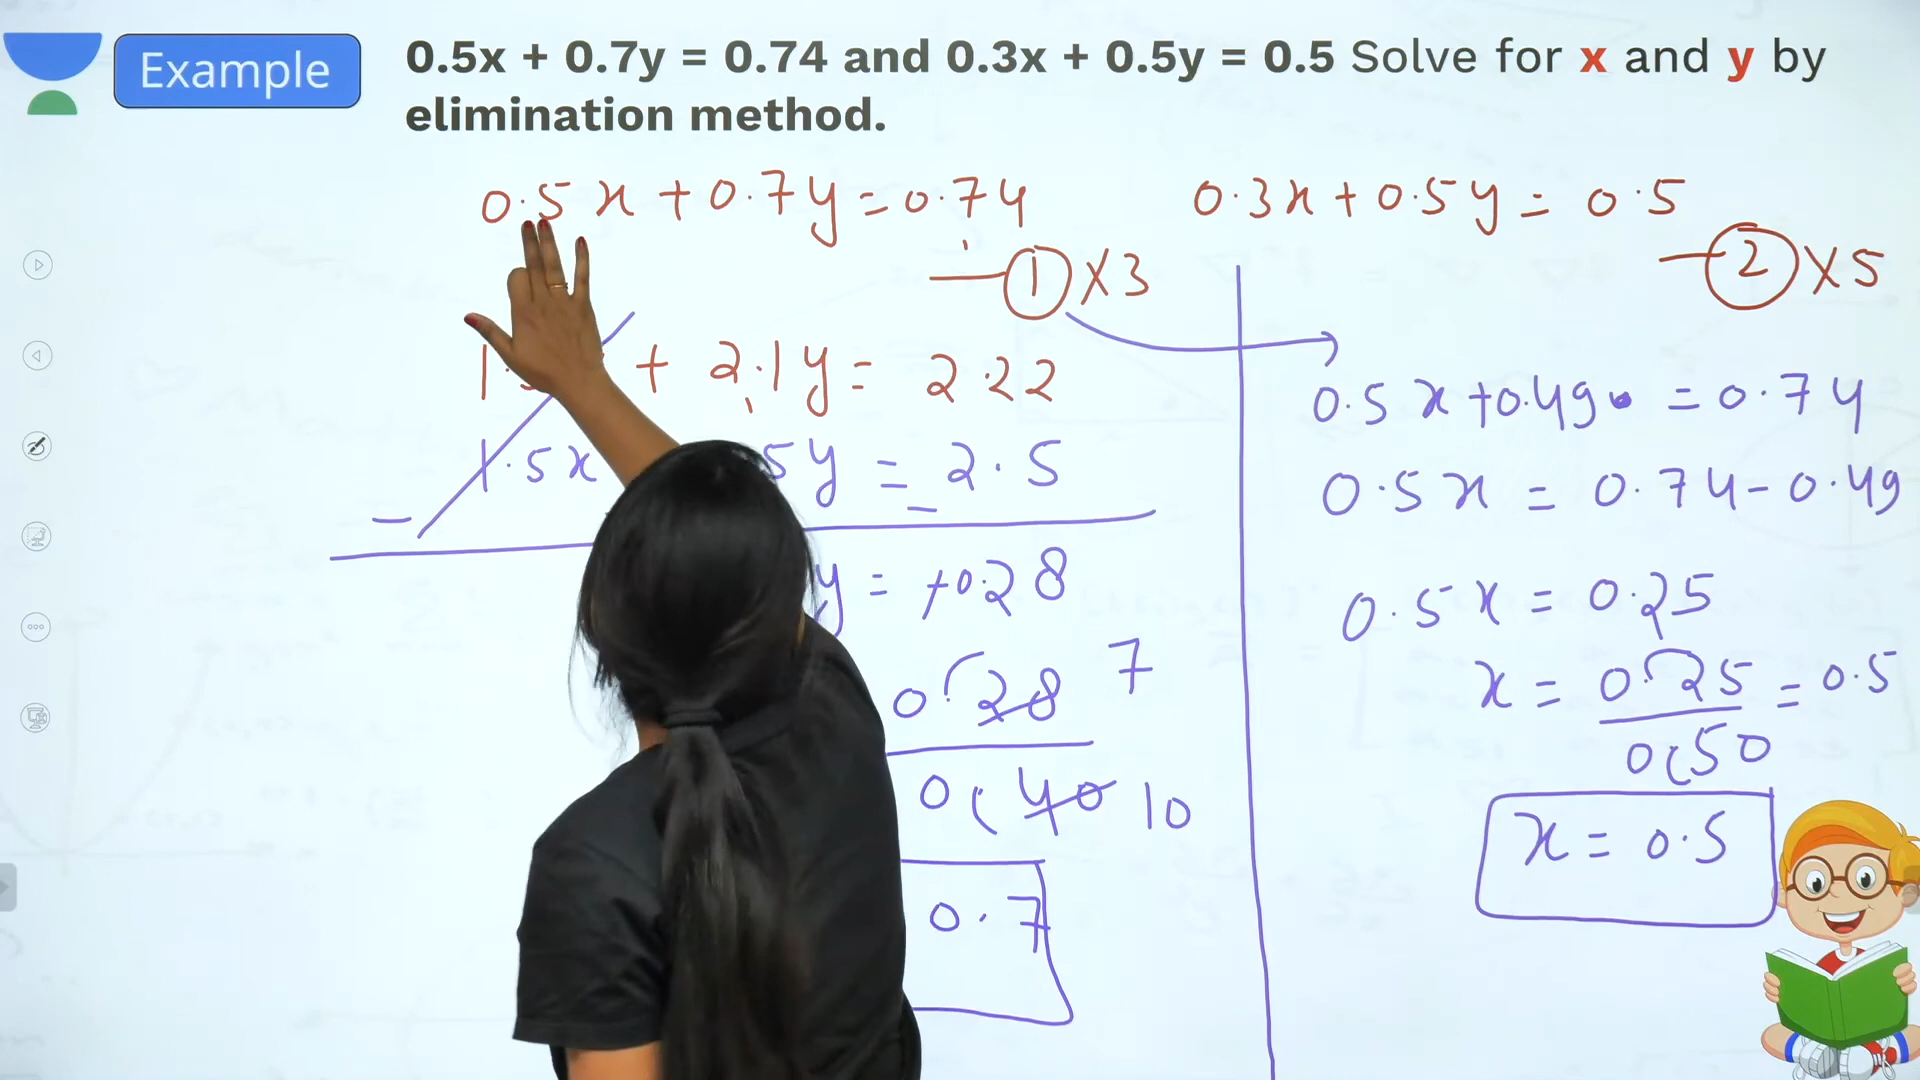 Example
0.5x + 0.7y = 0.74 and 0.3x + 0.5y = 0.5 Solve for x and y by
elimination method.
0.5x + 0.7y = 0.74
— 1 X3
+ 2.1y = 2.22
1.5x 5y = 2.5
– –
y = +0.28
0.28 7
0.40 10
0.7
0.3x + 0.5y = 0.5
— 2 X5
0.5x + 0.49 = 0.74
0.5x = 0.74 - 0.49
0.5x = 0.25
x = 0.25 = 0.5
0.50
x = 0.5